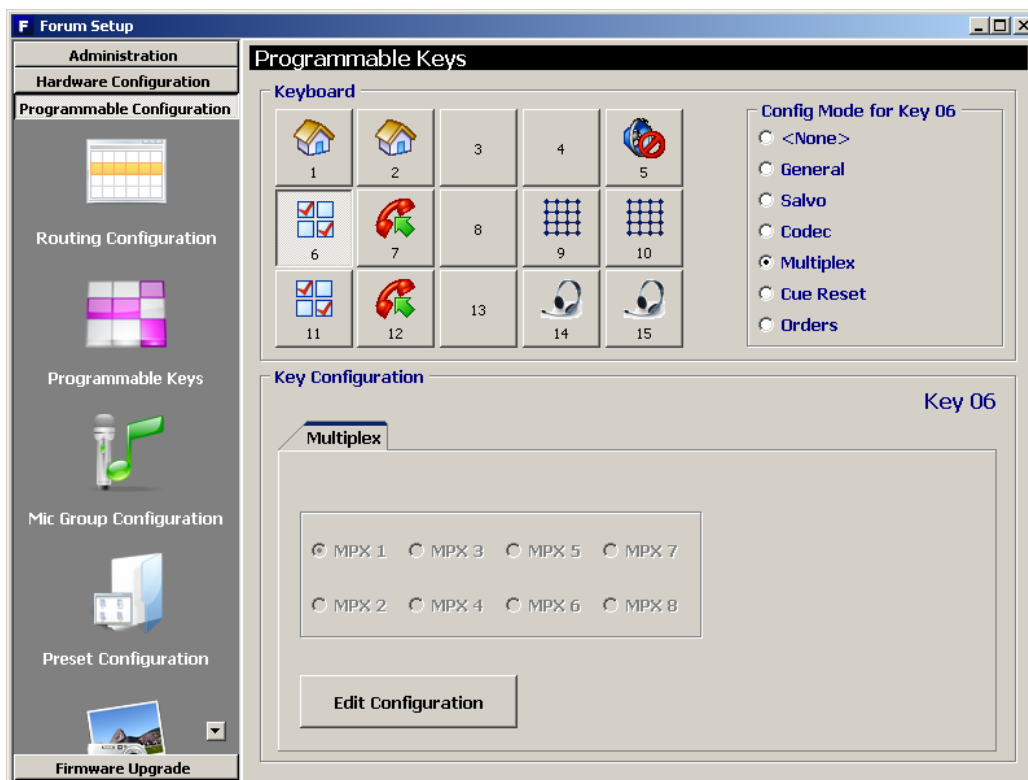 F Forum Setup
Administration
Hardware Configuration
Programmable Configuration
Routing Configuration
Programmable Keys
Mic Group Configuration
Preset Configuration
Firmware Upgrade
Programmable Keys
Keyboard
1 2 3 4 5
6 7 8 9 10
11 12 13 14 15
Config Mode for Key 06
<None>
General
Salvo
Codec
Multiplex
Cue Reset
Orders
Key Configuration
Key 06
Multiplex
MPX 1 MPX 3 MPX 5 MPX 7
MPX 2 MPX 4 MPX 6 MPX 8
Edit Configuration